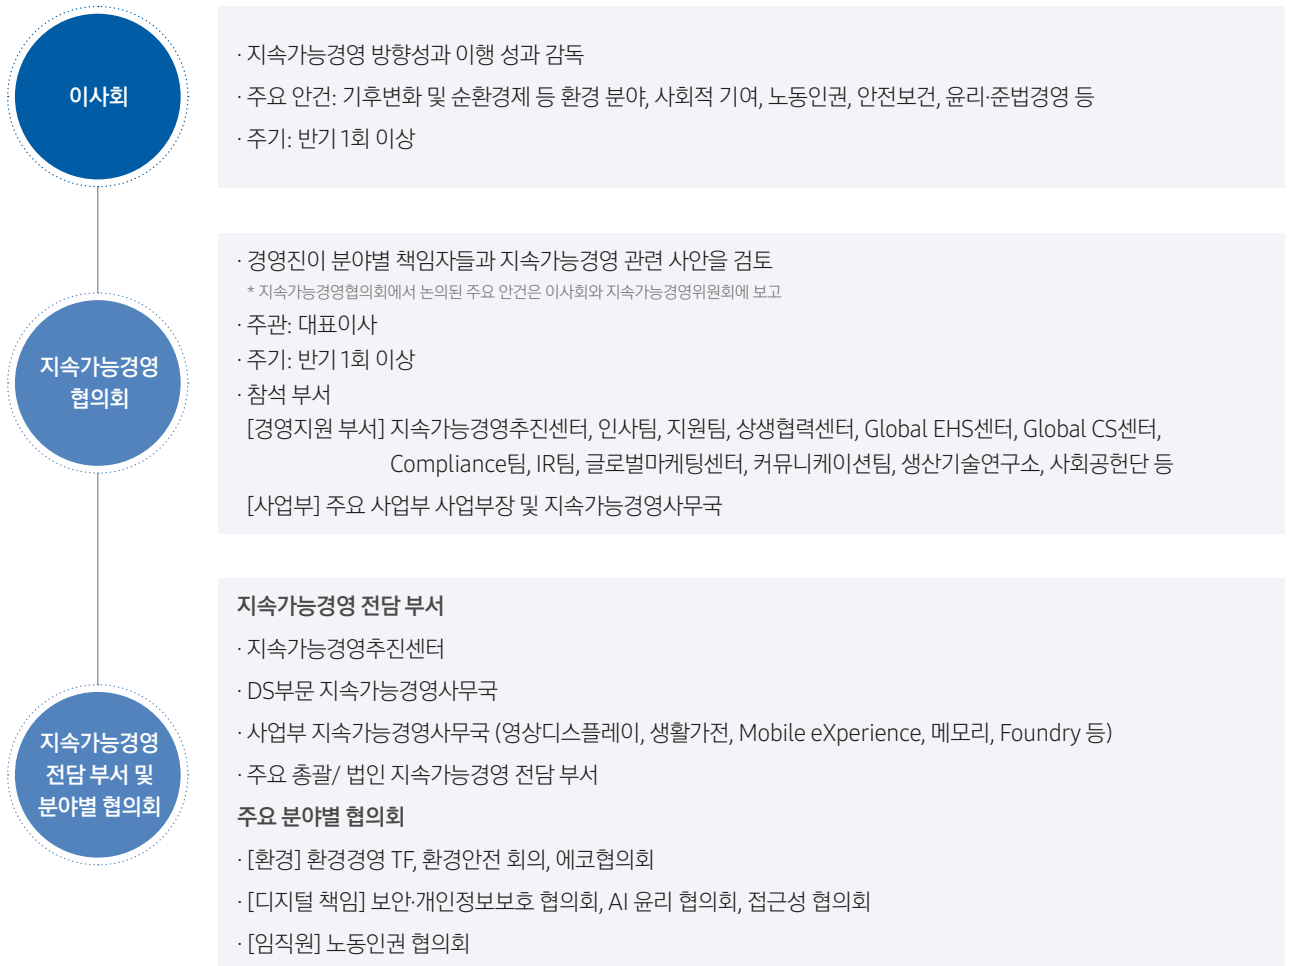 이사회
· 지속가능경영 방향성과 이행 성과 감독
· 주요 안건: 기후변화 및 순환경제 등 환경 분야, 사회적 기여, 노동인권, 안전보건, 윤리·준법경영 등
· 주기: 반기 1회 이상
지속가능경영
협의회
· 경영진이 분야별 책임자들과 지속가능경영 관련 사안을 검토
* 지속가능경영협의회에서 논의된 주요 안건은 이사회와 지속가능경영위원회에 보고
· 주관: 대표이사
· 주기: 반기 1회 이상
· 참석 부서
[경영지원 부서] 지속가능경영추진센터, 인사팀, 지원팀, 상생협력센터, Global EHS센터, Global CS센터,
Compliance팀, IR팀, 글로벌마케팅센터, 커뮤니케이션팀, 생산기술연구소, 사회공헌단 등
[사업부] 주요 사업부 사업부장 및 지속가능경영사무국
지속가능경영
전담 부서 및
분야별 협의회
지속가능경영 전담 부서
· 지속가능경영추진센터
· DS부문 지속가능경영사무국
· 사업부 지속가능경영사무국 (영상디스플레이, 생활가전, Mobile eXperience, 메모리, Foundry 등)
· 주요 총괄/ 법인 지속가능경영 전담 부서
주요 분야별 협의회
· [환경] 환경경영 TF, 환경안전 회의, 에코협의회
· [디지털 책임] 보안·개인정보보호 협의회, AI 윤리 협의회, 접근성 협의회
· [임직원] 노동인권 협의회